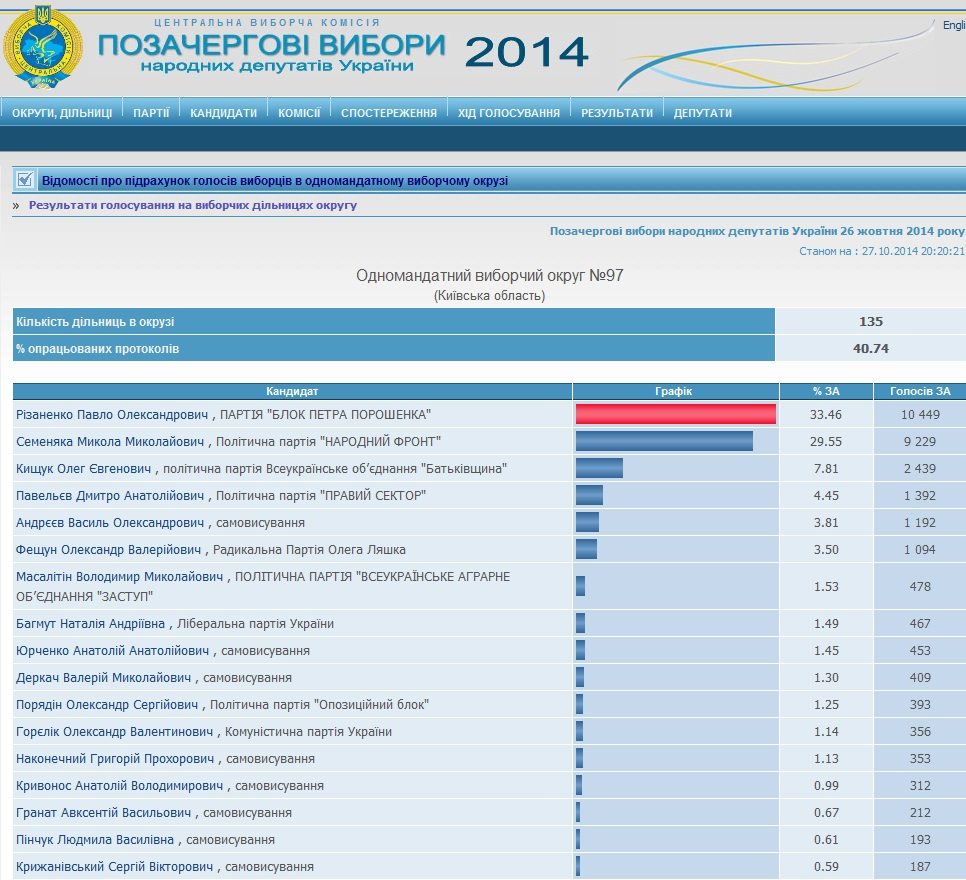 ЦЕНТРАЛЬНА ВИБОРЧА КОМІСІЯ
ПОЗАЧЕРГОВІ ВИБОРИ
народних депутатів України
2014
Engli
ОКРУГИ, ДІЛЬНИЦІ ПАРТІЇ КАНДИДАТИ КОМІСІЇ СПОСТЕРЕЖЕННЯ ХІД ГОЛОСУВАННЯ РЕЗУЛЬТАТИ ДЕПУТАТИ
Відомості про підрахунок голосів виборців в одномандатному виборчому окрузі
» Результати голосування на виборчих дільницях округу
Позачергові вибори народних депутатів України 26 жовтня 2014 року
Станом на : 27.10.2014 20:20:21
Одномандатний виборчий округ №97
(Київська область)
Кількість дільниць в окрузі 135
% опрацьованих протоколів 40.74
Кандидат Графік % ЗА Голосів ЗА
Різаненко Павло Олександрович , ПАРТІЯ "БЛОК ПЕТРА ПОРОШЕНКА" 33.46 10 449
Семеняка Микола Миколайович , Політична партія "НАРОДНИЙ ФРОНТ" 29.55 9 229
Кищук Олег Євгенович , політична партія Всеукраїнське об’єднання "Батьківщина" 7.81 2 439
Павельєв Дмитро Анатолійович , Політична партія "ПРАВИЙ СЕКТОР" 4.45 1 392
Андрєєв Василь Олександрович , самовисування 3.81 1 192
Фещун Олександр Валерійович , Радикальна Партія Олега Ляшка 3.50 1 094
Масалітін Володимир Миколайович , ПОЛІТИЧНА ПАРТІЯ "ВСЕУКРАЇНСЬКЕ АГРАРНЕ
ОБ’ЄДНАННЯ "ЗАСТУП" 1.53 478
Багмут Наталія Андріївна , Ліберальна партія України 1.49 467
Юрченко Анатолій Анатолійович , самовисування 1.45 453
Деркач Валерій Миколайович , самовисування 1.30 409
Порядін Олександр Сергійович , Політична партія "Опозиційний блок" 1.25 393
Горєлік Олександр Валентинович , Комуністична партія України 1.14 356
Наконечний Григорій Прохорович , самовисування 1.13 353
Кривонос Анатолій Володимирович , самовисування 0.99 312
Гранат Авксентій Васильович , самовисування 0.67 212
Пінчук Людмила Василівна , самовисування 0.61 193
Крижанівський Сергій Вікторович , самовисування 0.59 187